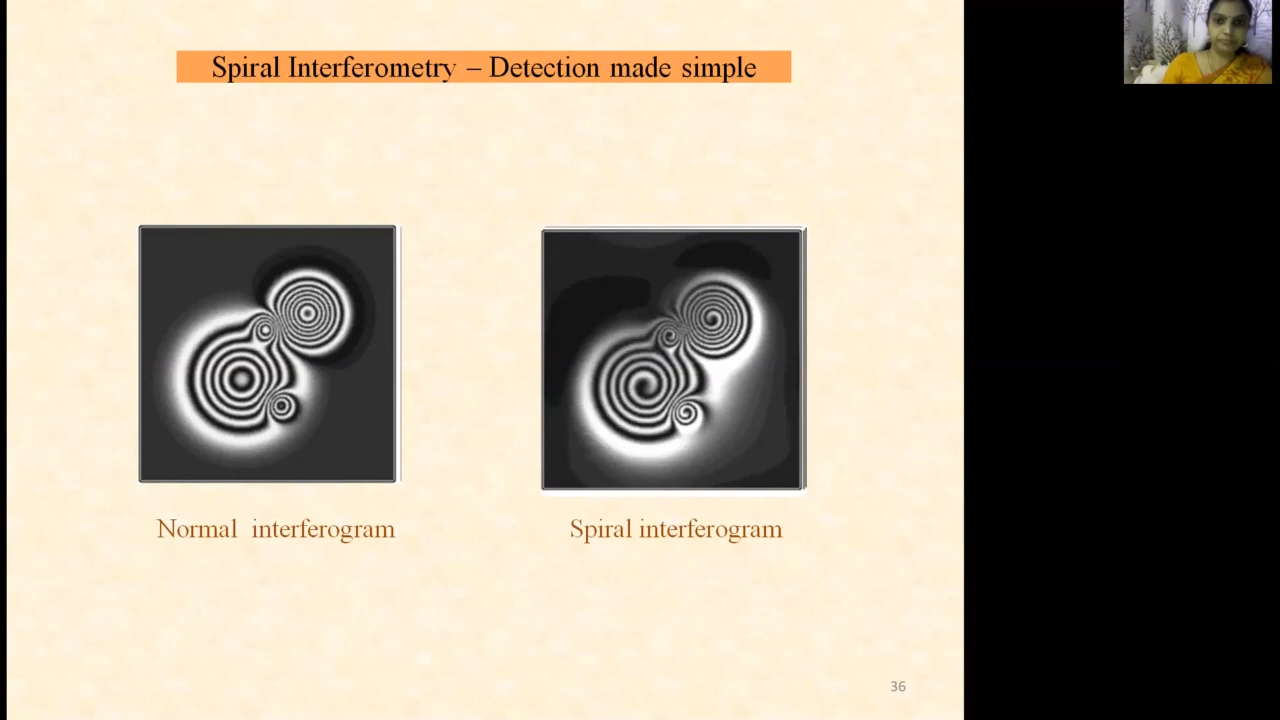 Spiral Interferometry – Detection made simple
Normal interferogram
Spiral interferogram
36